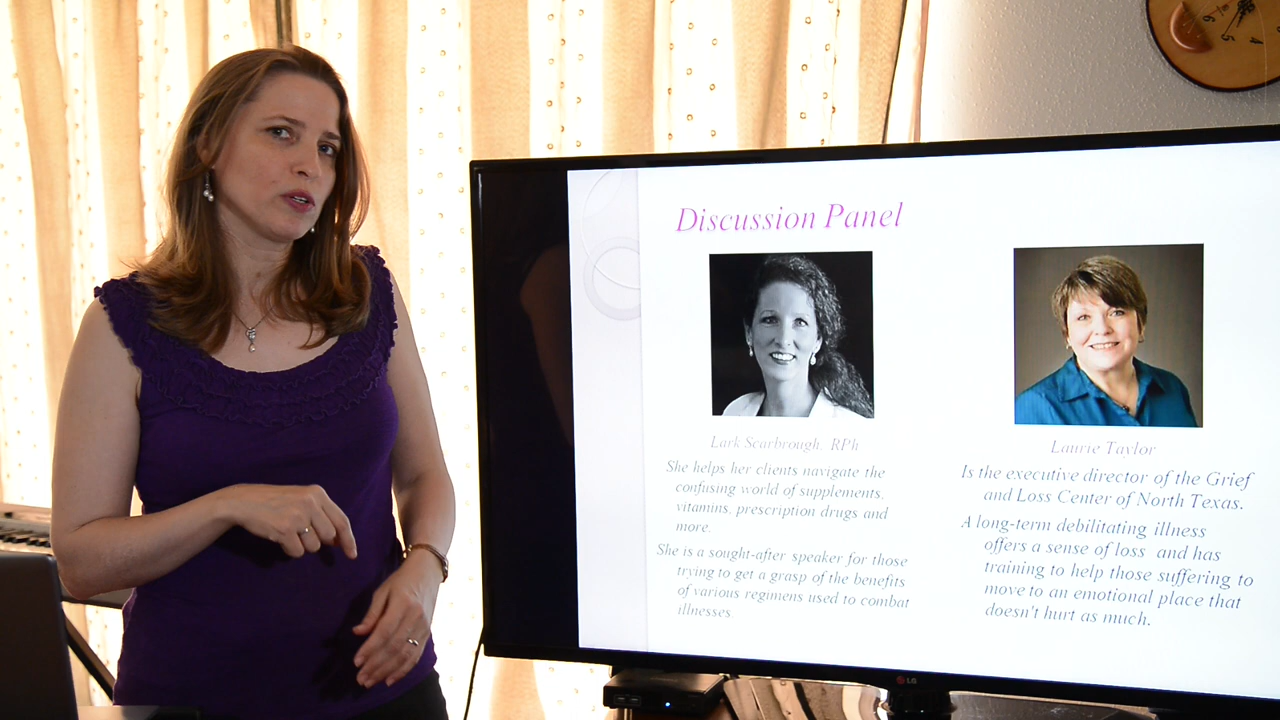 Discussion Panel
Lark Scarbrough, RPh
She helps her clients navigate the
confusing world of supplements,
vitamins, prescription drugs and
more.
She is a sought-after speaker for those
trying to get a grasp of the benefits
of various regimens used to combat
illnesses.
Laurie Taylor
Is the executive director of the Grief
and Loss Center of North Texas.
A long-term debilitating illness
offers a sense of loss and has
training to help those suffering to
move to an emotional place that
doesn't hurt as much.
LG
6
5
4